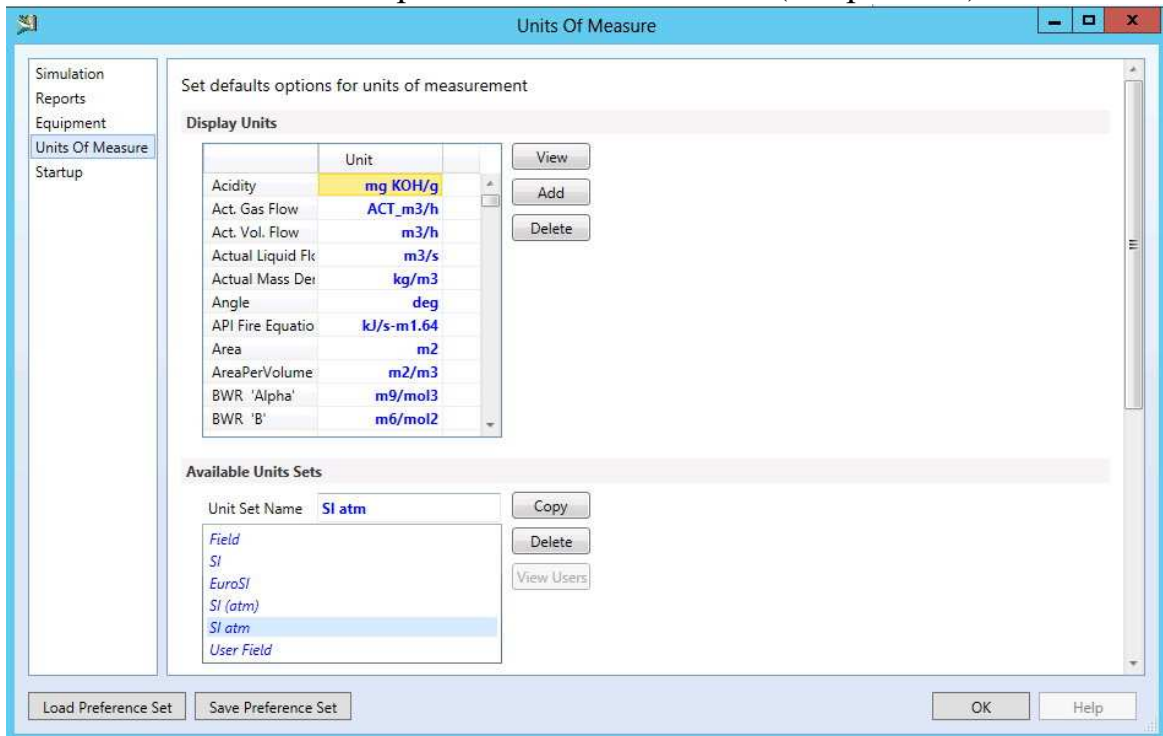 Units Of Measure
Simulation
Reports
Equipment
Units Of Measure
Startup
Set defaults options for units of measurement
Display Units
Unit
Acidity mg KOH/g
Act. Gas Flow ACT_m3/h
Act. Vol. Flow m3/h
Actual Liquid Flo m3/s
Actual Mass Der kg/m3
Angle deg
API Fire Equatio kJ/s-m1.64
Area m2
AreaPerVolume m2/m3
BWR 'Alpha' m9/mol3
BWR 'B' m6/mol2
View
Add
Delete
Available Units Sets
Unit Set Name SI atm
Field
SI
EuroSI
SI (atm)
SI atm
User Field
Copy
Delete
View Users
Load Preference Set Save Preference Set OK Help